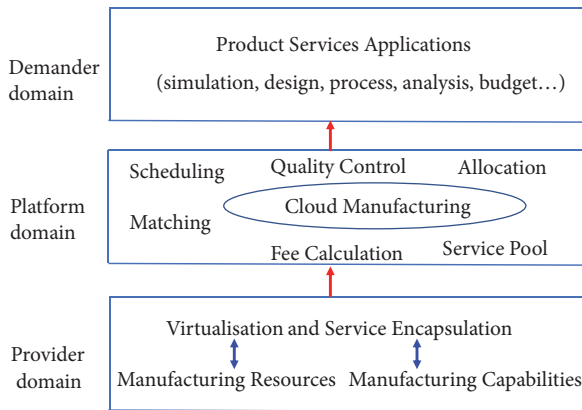 Demander
domain
Product Services Applications
(simulation, design, process, analysis, budget…)
Platform
domain
Scheduling
Quality Control
Allocation
Matching
Cloud Manufacturing
Fee Calculation
Service Pool
Provider
domain
Virtualisation and Service Encapsulation
Manufacturing Resources
Manufacturing Capabilities